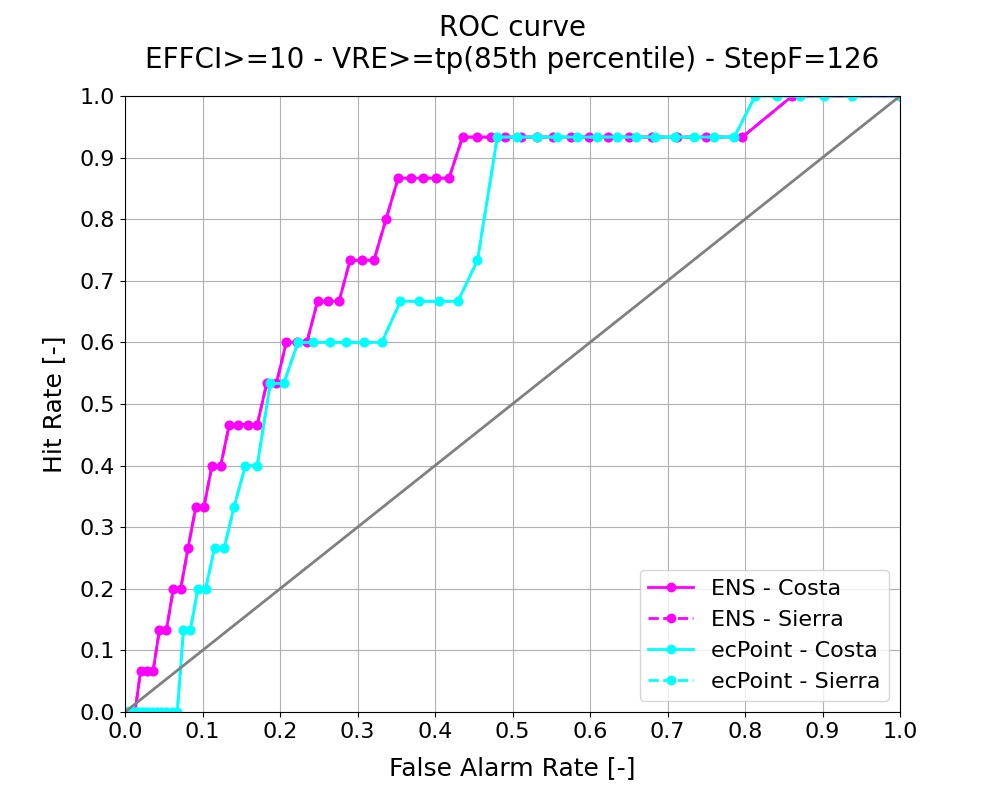 ROC curve
EFFCI>=10 - VRE>=tp(85th percentile) - StepF=126
1.0
0.9
0.8
0.7
0.6
0.5
0.4
0.3
0.2
0.1
0.0
Hit Rate [-]
ENS - Costa
ENS - Sierra
ecPoint - Costa
ecPoint - Sierra
0.0 0.1 0.2 0.3 0.4 0.5 0.6 0.7 0.8 0.9 1.0
False Alarm Rate [-]